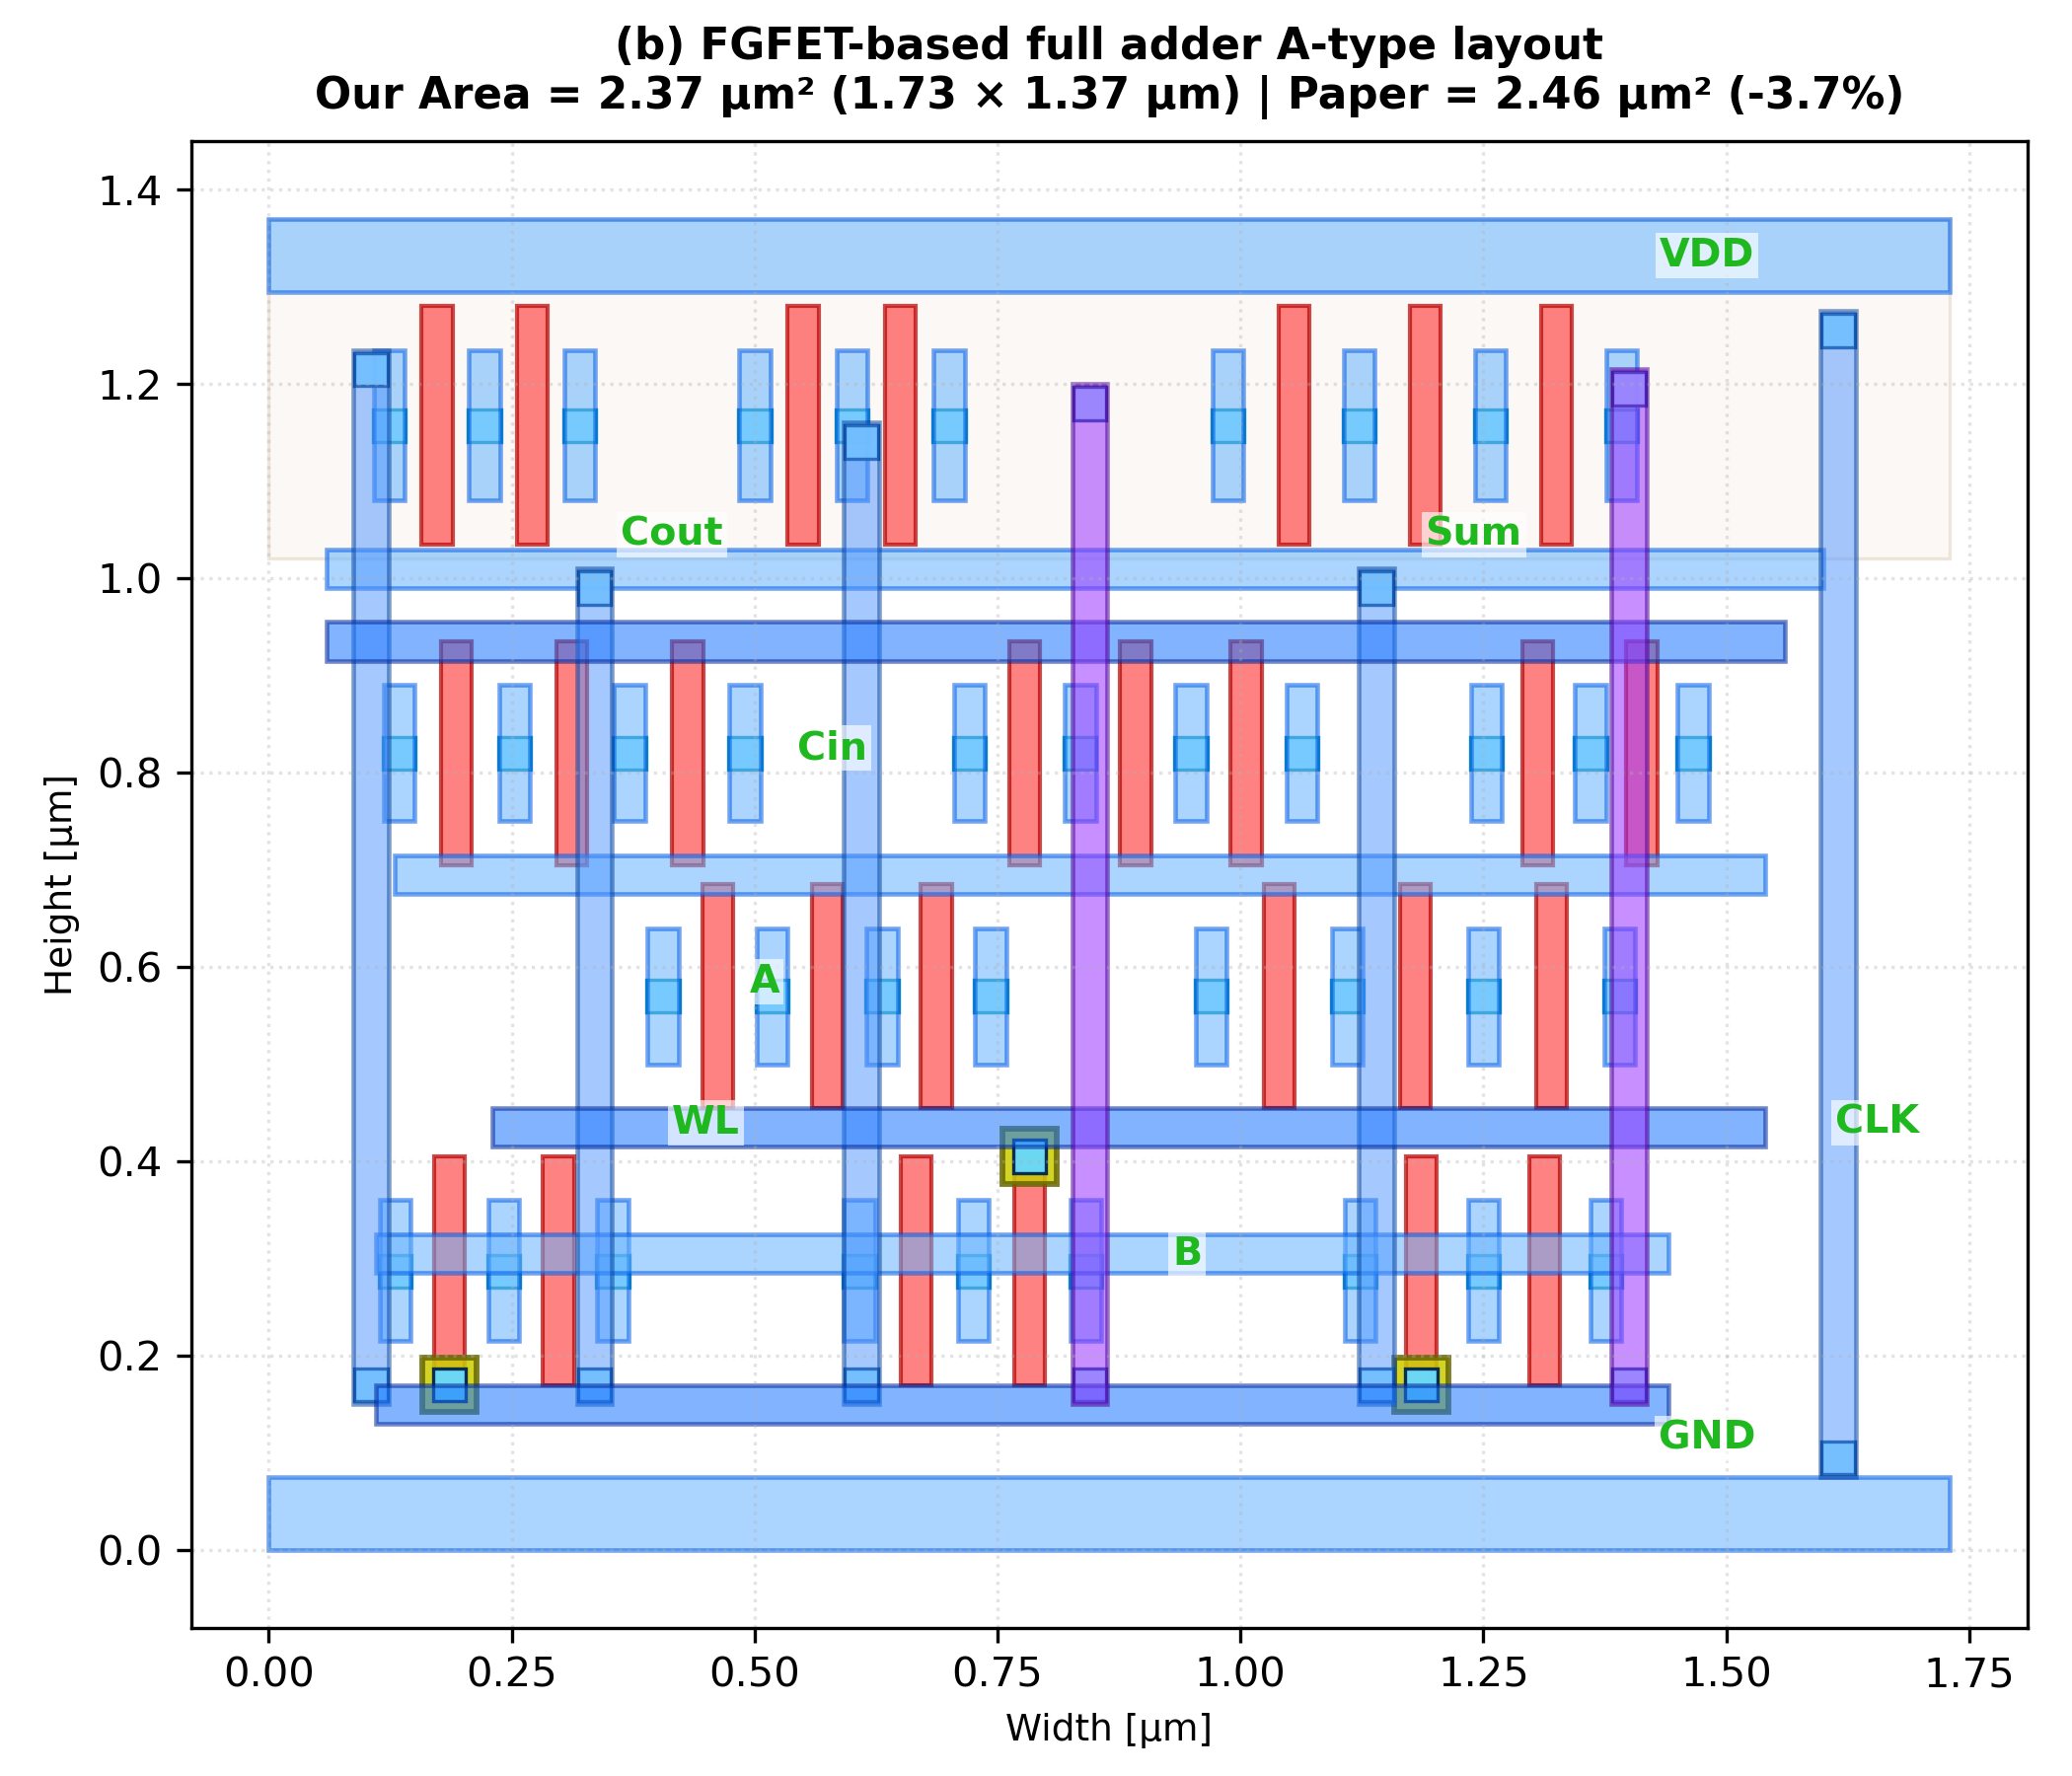 (b) FGFET-based full adder A-type layout
Our Area = 2.37 μm² (1.73 × 1.37 μm) | Paper = 2.46 μm² (-3.7%)
1.4
VDD
1.2
Cout
Sum
1.0
Cin
0.8
Height [μm]
0.6
A
WL
CLK
0.4
B
0.2
GND
0.0
0.00 0.25 0.50 0.75 1.00 1.25 1.50 1.75
Width [μm]